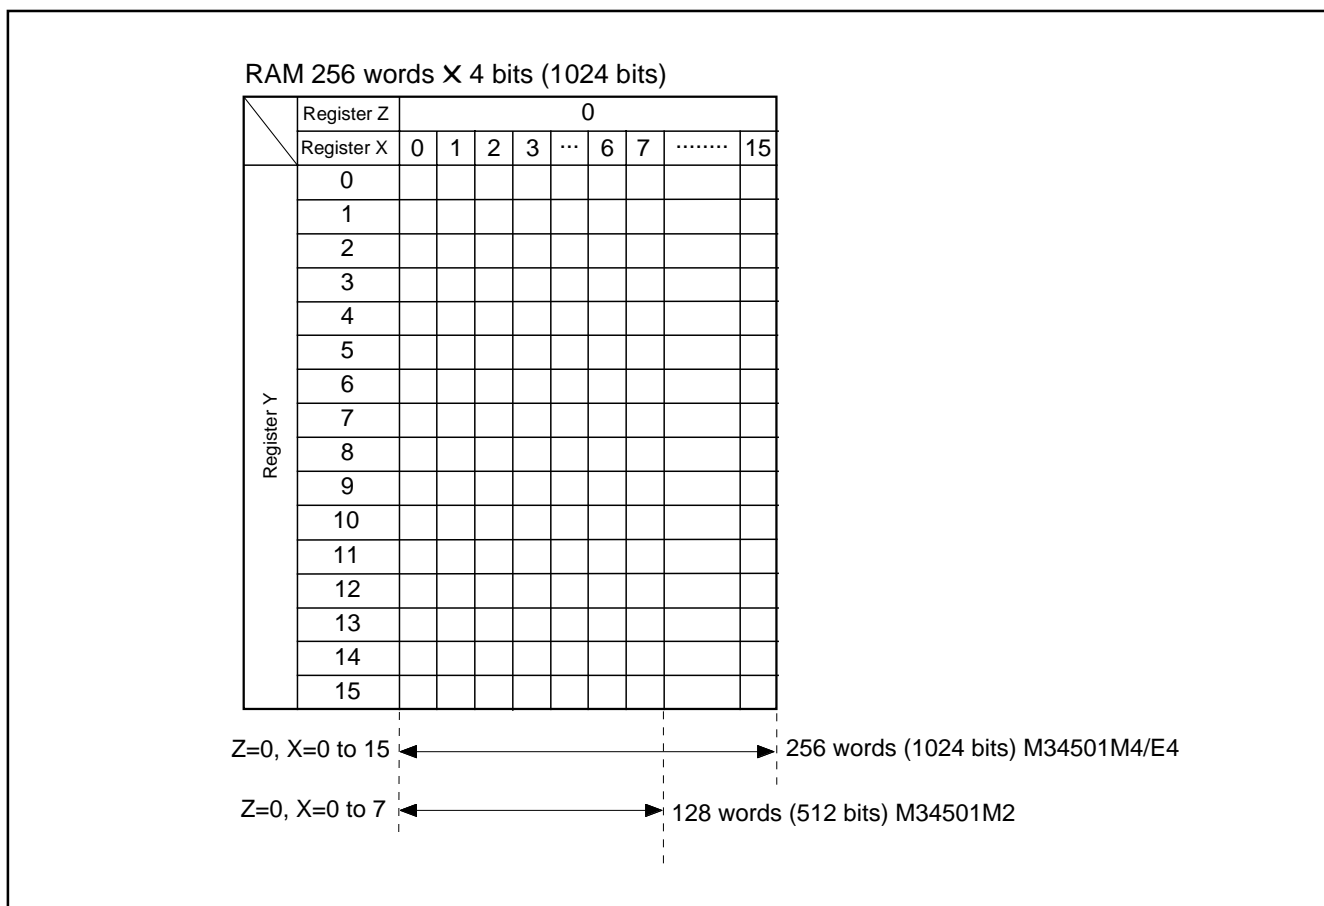 RAM 256 words × 4 bits (1024 bits)
Register Z 0
Register X 0 1 2 3 ... 6 7 ........ 15
Register Y
0
1
2
3
4
5
6
7
8
9
10
11
12
13
14
15
Z=0, X=0 to 15 256 words (1024 bits) M34501M4/E4
Z=0, X=0 to 7 128 words (512 bits) M34501M2